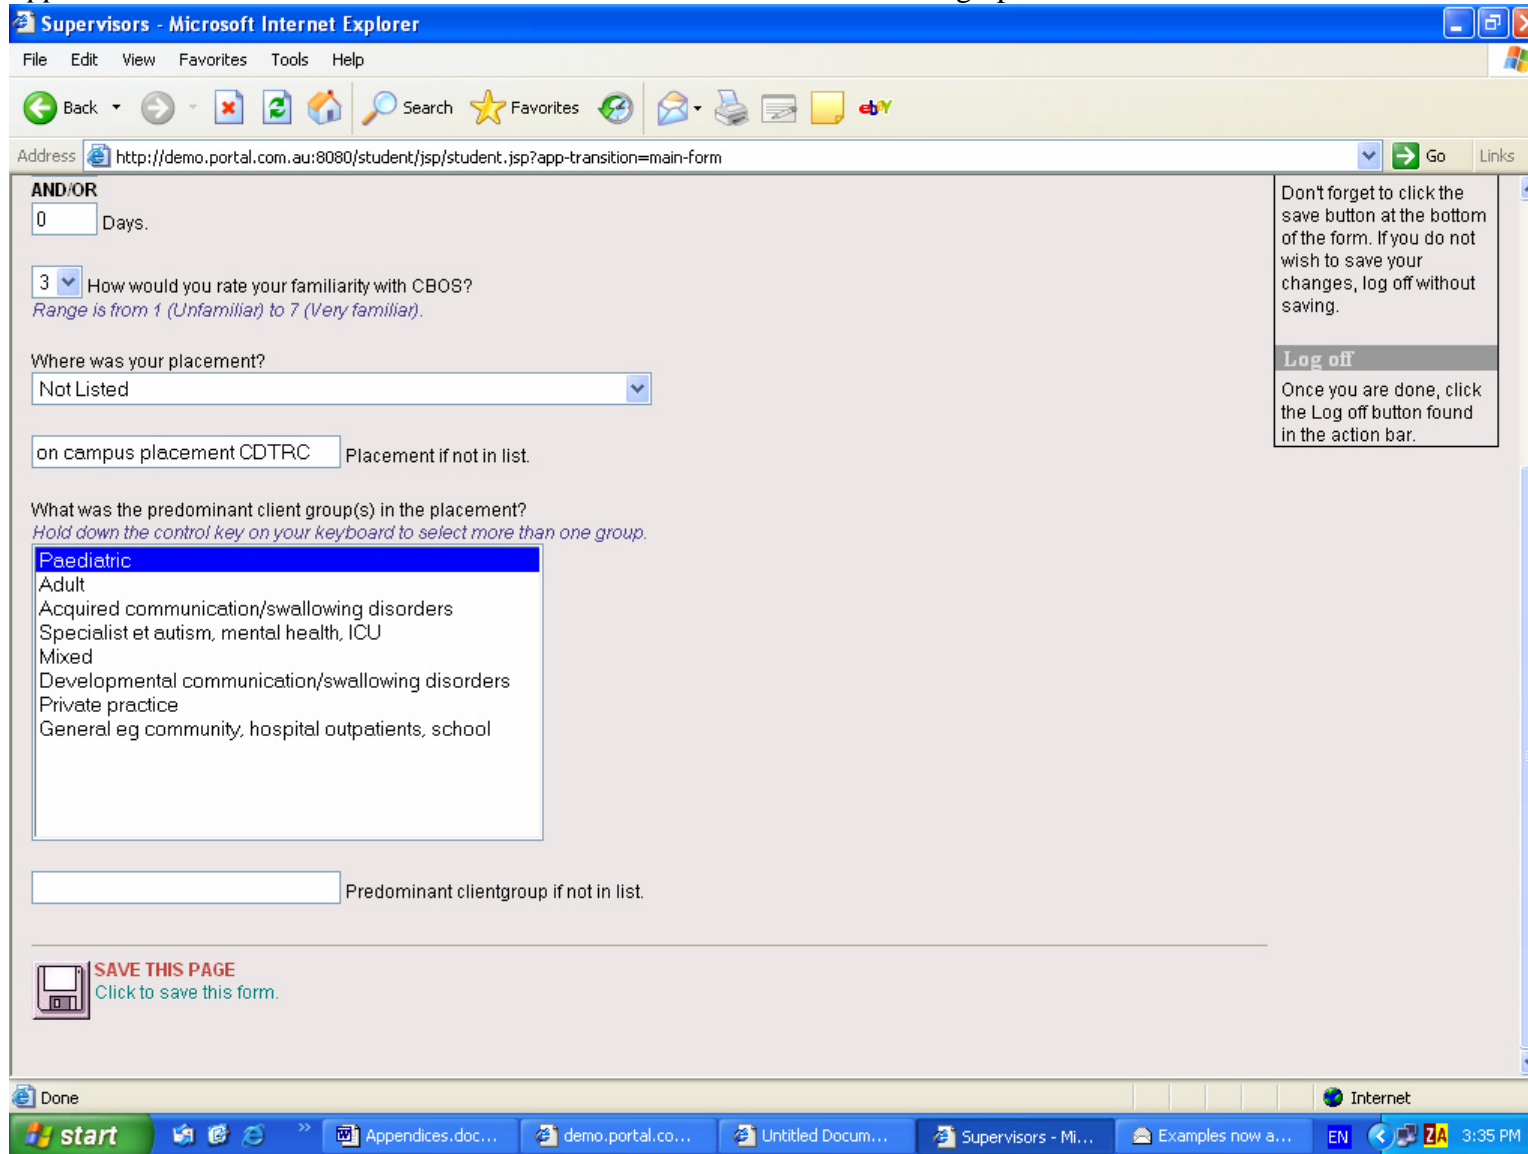 Supervisors - Microsoft Internet Explorer
File Edit View Favorites Tools Help
Back Search Favorites ebY
Address http://demo.portal.com.au:8080/student/jsp/student.jsp?app-transition=main-form Go Links
AND/OR
0 Days.
3 How would you rate your familiarity with CBOS?
Range is from 1 (Unfamiliar) to 7 (Very familiar).
Where was your placement?
Not Listed
on campus placement CDTRC Placement if not in list.
What was the predominant client group(s) in the placement?
Hold down the control key on your keyboard to select more than one group.
Paediatric
Adult
Acquired communication/swallowing disorders
Specialist et autism, mental health, ICU
Mixed
Developmental communication/swallowing disorders
Private practice
General eg community, hospital outpatients, school
Predominant clientgroup if not in list.
SAVE THIS PAGE
Click to save this form.
Don't forget to click the
save button at the bottom
of the form. If you do not
wish to save your
changes, log off without
saving.
Log off
Once you are done, click
the Log off button found
in the action bar.
Done Internet
start Appendices.doc... demo.portal.co... Untitled Docum... Supervisors - Mi... Examples now a... EN ZA 3:35 PM